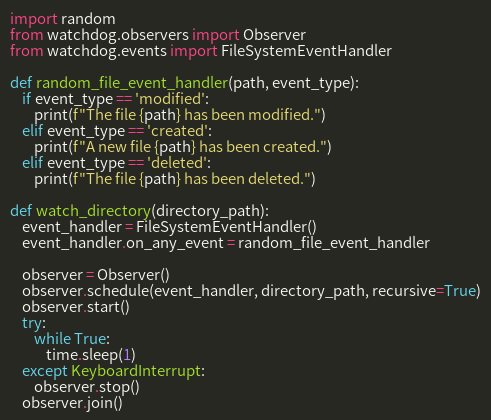 import random
from watchdog.observers import Observer
from watchdog.events import FileSystemEventHandler

def random_file_event_handler(path, event_type):
    if event_type == 'modified':
        print(f"The file {path} has been modified.")
    elif event_type == 'created':
        print(f"A new file {path} has been created.")
    elif event_type == 'deleted':
        print(f"The file {path} has been deleted.")

def watch_directory(directory_path):
    event_handler = FileSystemEventHandler()
    event_handler.on_any_event = random_file_event_handler

    observer = Observer()
    observer.schedule(event_handler, directory_path, recursive=True)
    observer.start()
    try:
        while True:
            time.sleep(1)
    except KeyboardInterrupt:
        observer.stop()
    observer.join()